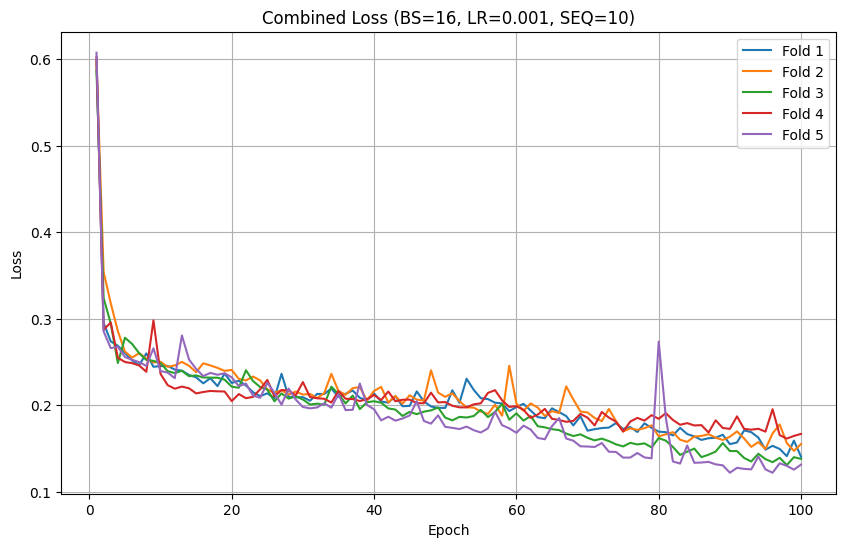 Combined Loss (BS=16, LR=0.001, SEQ=10)
Fold 1
Fold 2
Fold 3
Fold 4
Fold 5
0.6
0.5
0.4
0.3
0.2
0.1
Loss
0
20
40
60
80
100
Epoch